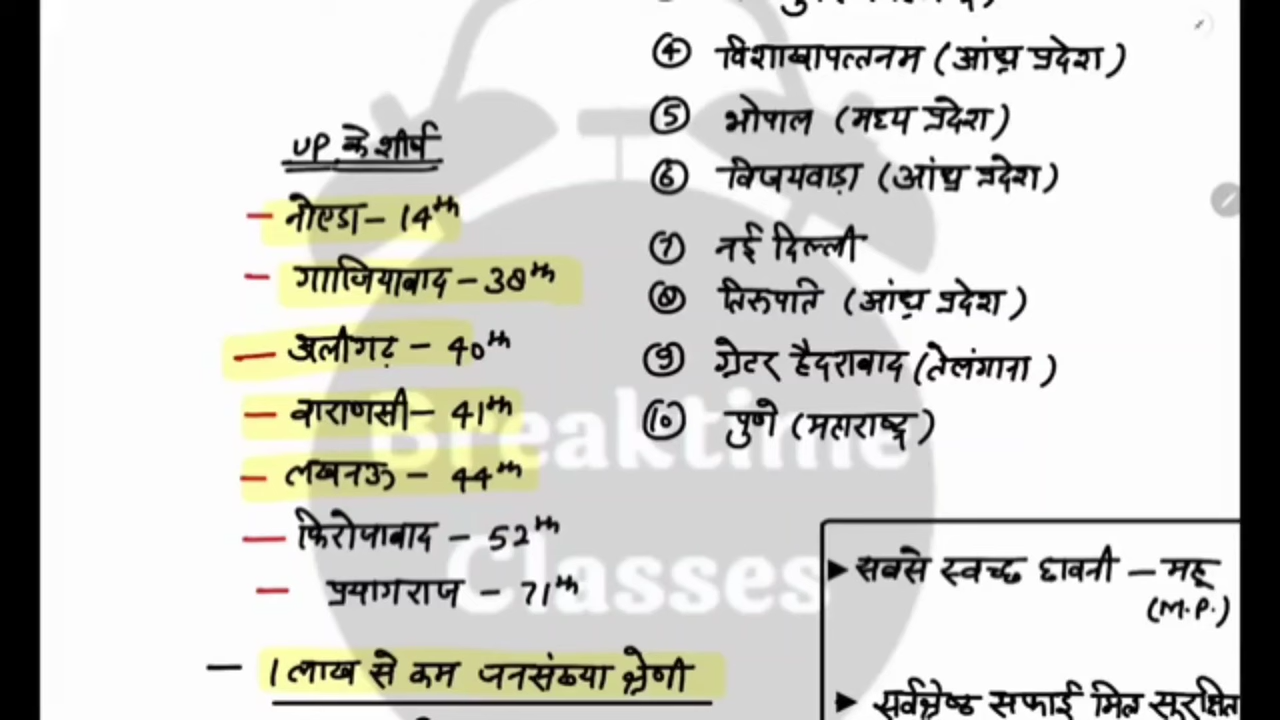 ④ विशाखापत्तनम (आंध्र प्रदेश)
⑤ भोपाल (मध्य प्रदेश)
⑥ विजयवाड़ा (आंध्र प्रदेश)
⑦ नई दिल्ली
⑧ तिरुपति (आंध्र प्रदेश)
⑨ ग्रेटर हैदराबाद (तेलंगाना)
⑩ पुणे (महाराष्ट्र)
UP के शीर्ष
– नोएडा – 14th
– गाजियाबाद – 38th
– अलीगढ़ – 40th
– वाराणसी – 41th
– लखनऊ – 44th
– फिरोजाबाद – 52th
– प्रयागराज – 71th
– 1 लाख से कम जनसंख्या श्रेणी
▶ सबसे स्वच्छ छावनी – महू
(M.P.)
▶ सर्वश्रेष्ठ सफाई मित्र सुरक्षित
Breaktime
Classes